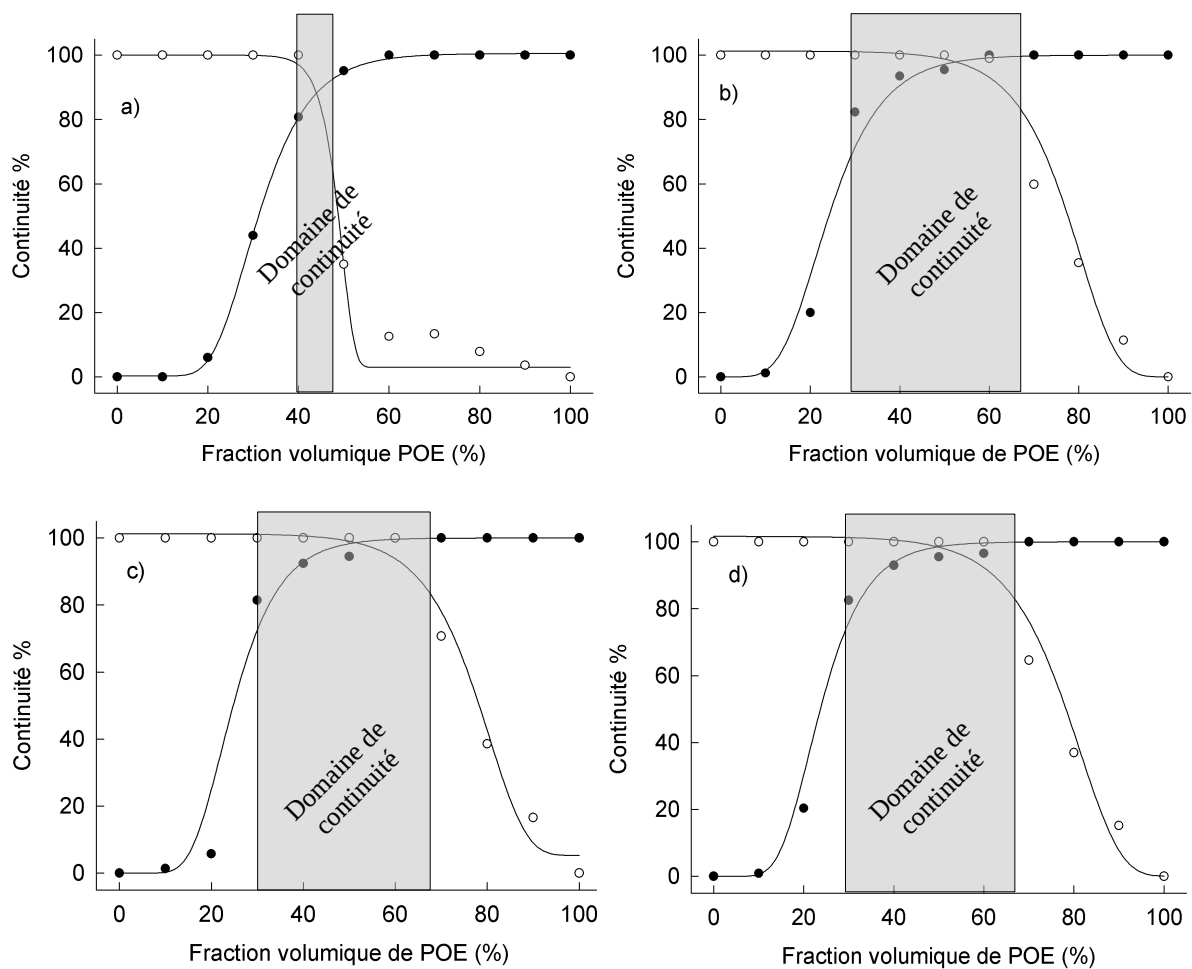 a)
100
80
60
40
20
0
Continuité %
Domaine de
continuité
0 20 40 60 80 100
Fraction volumique POE (%)
b)
100
80
60
40
20
0
Continuité %
Domaine de
continuité
0 20 40 60 80 100
Fraction volumique de POE (%)
c)
100
80
60
40
20
0
Continuité %
Domaine de
continuité
0 20 40 60 80 100
Fraction volumique de POE (%)
d)
100
80
60
40
20
0
Continuité %
Domaine de
continuité
0 20 40 60 80 100
Fraction volumique de POE (%)